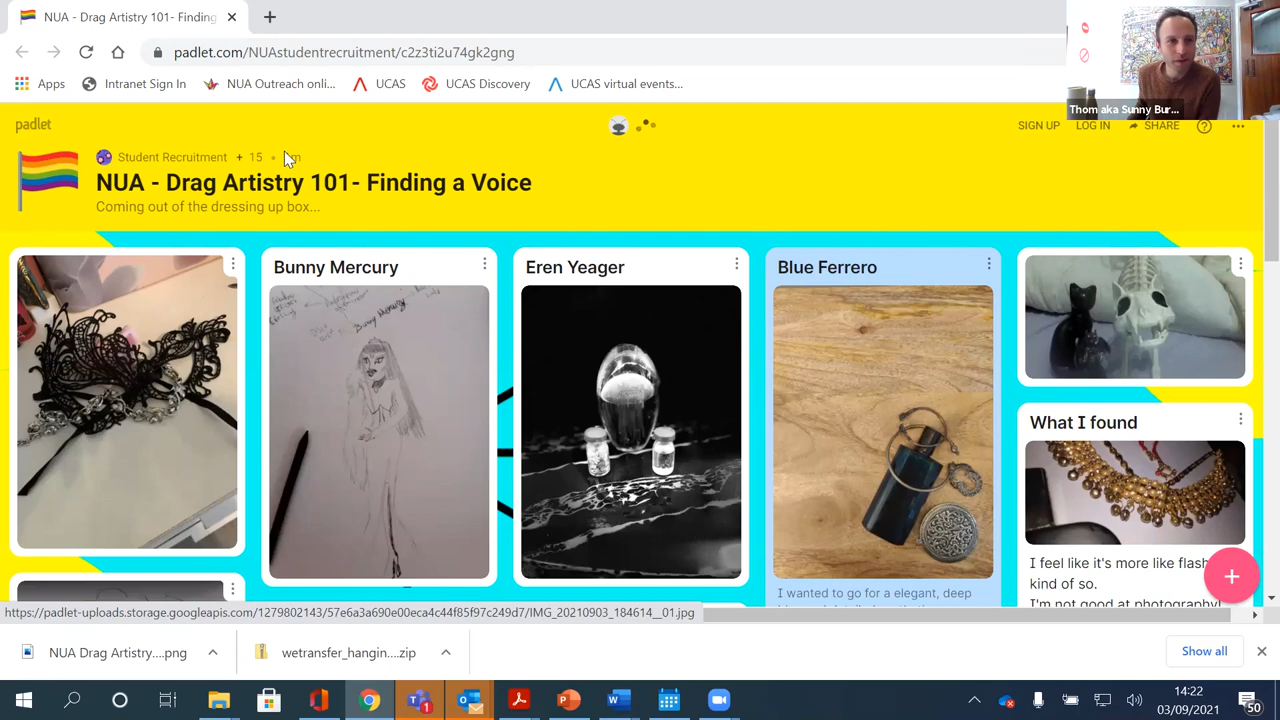 NUA - Drag Artistry 101- Finding
padlet.com/NUAstudentrecruitment/c2z3ti2u74gk2gng
Apps
Intranet Sign In
NUA Outreach onli...
UCAS
UCAS Discovery
UCAS virtual events...
Thom aka Sunny Bur...
padlet
SIGN UP
LOG IN
SHARE
Student Recruitment + 15
NUA - Drag Artistry 101- Finding a Voice
Coming out of the dressing up box...
Bunny Mercury
Bunny Mercury
Eren Yeager
Blue Ferrero
I wanted to go for a elegant, deep
What I found
I feel like it's more like flash
kind of so.
I'm not good at photography!
https://padlet-uploads.storage.googleapis.com/1279802143/57e6a3a690e00eca4c44f85f97c249d7/IMG_20210903_184614__01.jpg
NUA Drag Artistry....png
wetransfer_hangin....zip
Show all
14:22
03/09/2021
1
50